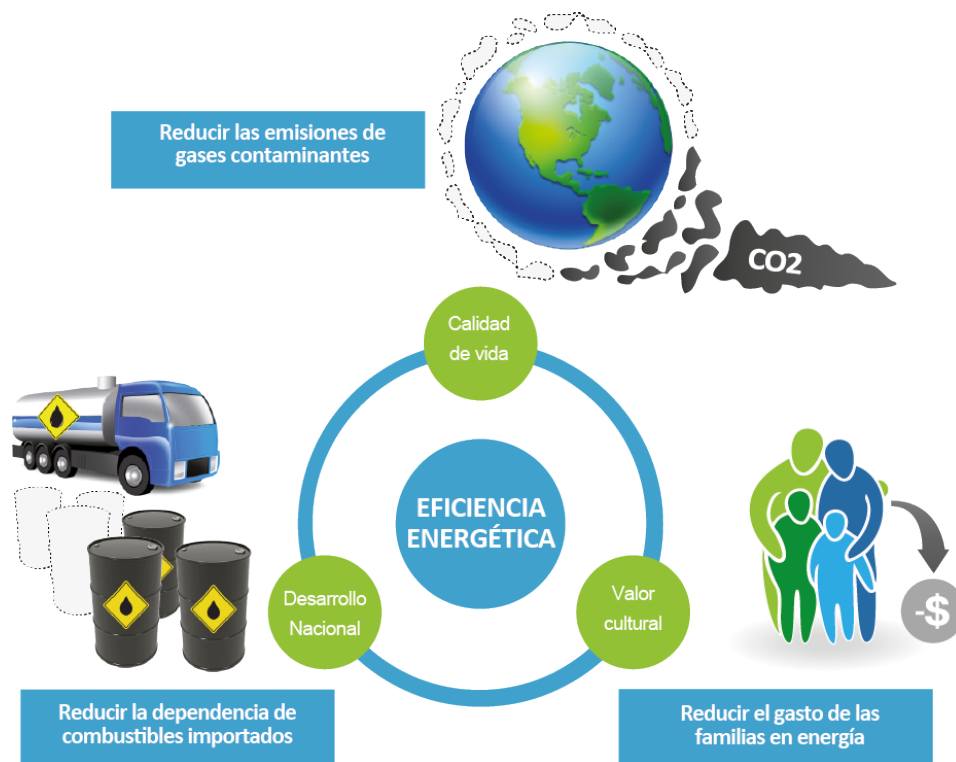 Reducir las emisiones de
gases contaminantes
CO2
Calidad
de vida
EFICIENCIA
ENERGÉTICA
Desarrollo
Nacional
Valor
cultural
-$
Reducir la dependencia de
combustibles importados
Reducir el gasto de las
familias en energía